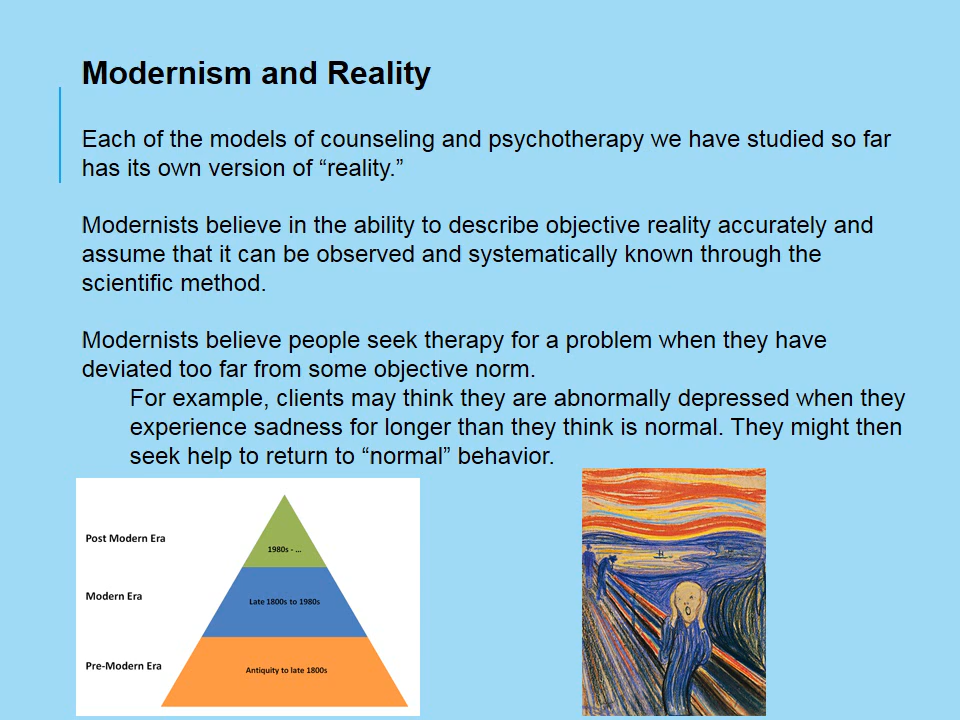 Modernism and Reality
Each of the models of counseling and psychotherapy we have studied so far
has its own version of “reality.”
Modernists believe in the ability to describe objective reality accurately and
assume that it can be observed and systematically known through the
scientific method.
Modernists believe people seek therapy for a problem when they have
deviated too far from some objective norm.
For example, clients may think they are abnormally depressed when they
experience sadness for longer than they think is normal. They might then
seek help to return to “normal” behavior.
Post Modern Era
1980s - ...
Modern Era
Late 1800s to 1980s
Pre-Modern Era
Antiquity to late 1800s